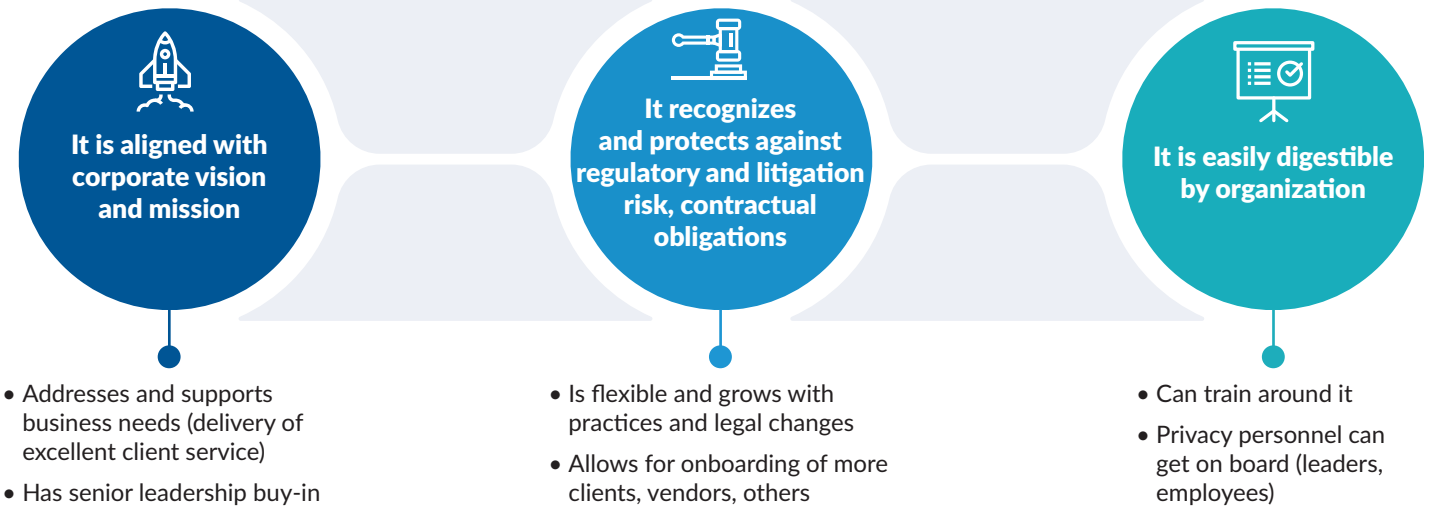 It is aligned with
corporate vision
and mission
• Addresses and supports
business needs (delivery of
excellent client service)
• Has senior leadership buy-in
It recognizes
and protects against
regulatory and litigation
risk, contractual
obligations
• Is flexible and grows with
practices and legal changes
• Allows for onboarding of more
clients, vendors, others
It is easily digestible
by organization
• Can train around it
• Privacy personnel can
get on board (leaders,
employees)